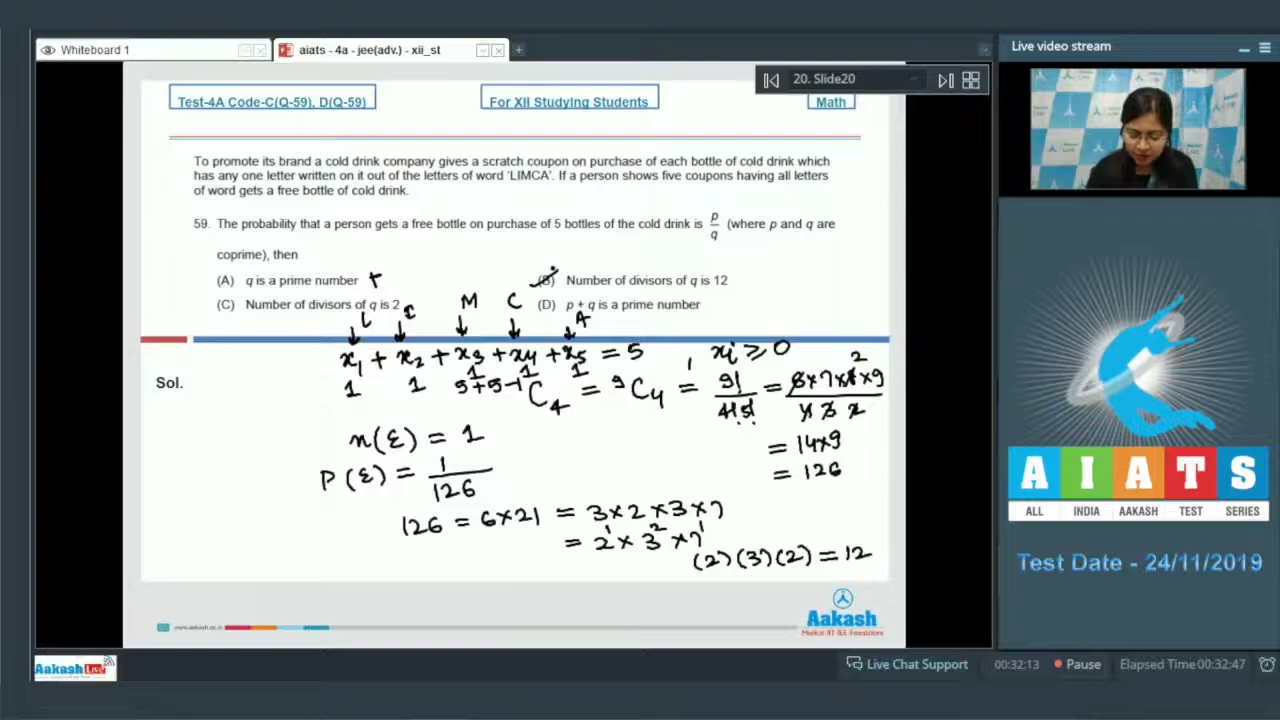 Whiteboard 1
aiats - 4a - jee(adv.) - xii_st
Live video stream
20. Slide20
Test-4A Code-C(Q-59), D(Q-59)
For XII Studying Students
Math
To promote its brand a cold drink company gives a scratch coupon on purchase of each bottle of cold drink which
has any one letter written on it out of the letters of word 'LIMCA'. If a person shows five coupons having all letters
of word gets a free bottle of cold drink.
59. The probability that a person gets a free bottle on purchase of 5 bottles of the cold drink is p/q (where p and q are
coprime), then
(A) q is a prime number
(B) Number of divisors of q is 12
(C) Number of divisors of q is 2
(D) p + q is a prime number
L I M C A
x₁ + x₂ + x₃ + x₄ + x₅ = 5 xᵢ ≥ 0
1 1 1 1 1
Sol.
5+5-1C₄ = ⁹C₄ = 9!/4!5! = 6×7×8×9/4×3×2
= 14×9
= 126
n(E) = 1
P(E) = 1/126
126 = 6×21 = 3×2×3×7
= 2¹ × 3² × 7¹
(2)(3)(2) = 12
Aakash
Medical IIT-JEE Foundations
AIATS
ALL INDIA AAKASH TEST SERIES
Test Date - 24/11/2019
Aakash Live
Live Chat Support
00:32:13
Pause
Elapsed Time 00:32:47